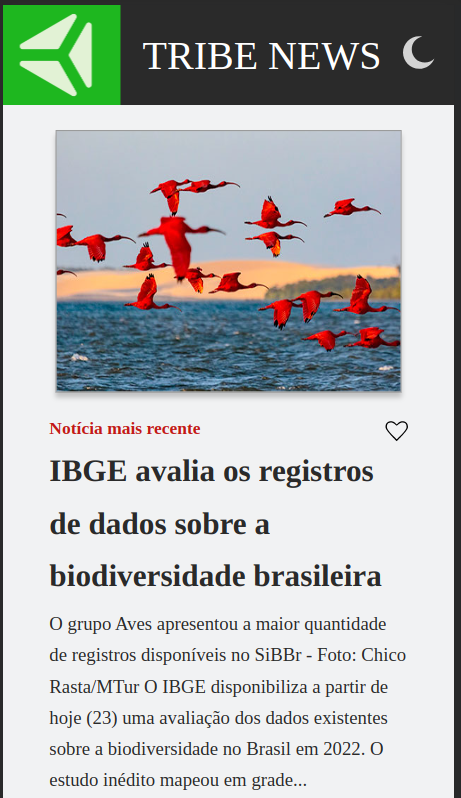 TRIBE NEWS
Notícia mais recente
IBGE avalia os registros
de dados sobre a
biodiversidade brasileira
O grupo Aves apresentou a maior quantidade
de registros disponíveis no SiBBr - Foto: Chico
Rasta/MTur O IBGE disponibiliza a partir de
hoje (23) uma avaliação dos dados existentes
sobre a biodiversidade no Brasil em 2022. O
estudo inédito mapeou em grade...